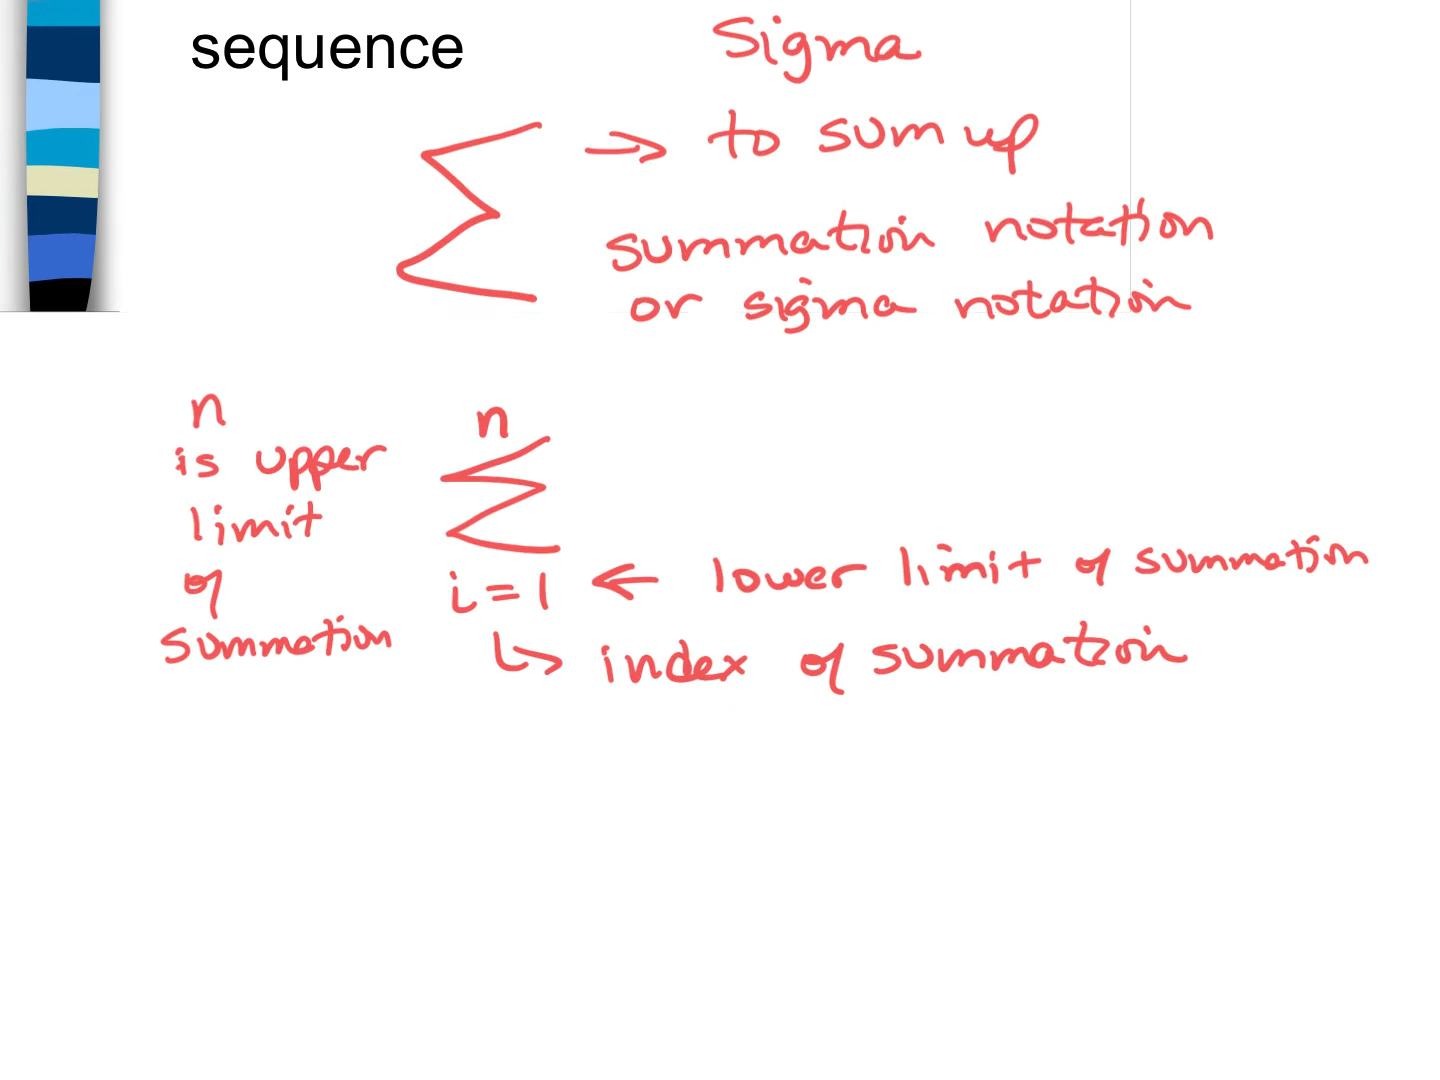 sequence
Sigma
Σ → to sum up
summation notation
or sigma notation
n
is upper
limit
of
summation
n
Σ
i = 1 ← lower limit of summation
↳ index of summation